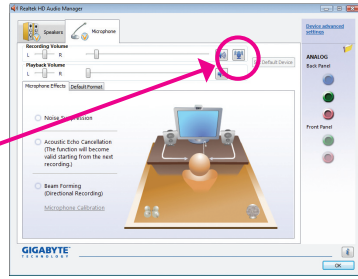 Realtek HD Audio Manager
Speakers
Microphone
Device advanced
settings
Recording Volume
L R
Default Device
ANALOG
Back Panel
Playback Volume
L R
Microphone Effects
Default Format
Noise Suppression
Acoustic Echo Cancellation
(The function will become
valid starting from the next
recording.)
Front Panel
Beam Forming
(Directional Recording)
Microphone Calibration
GIGABYTE
TECHNOLOGY
i
OK